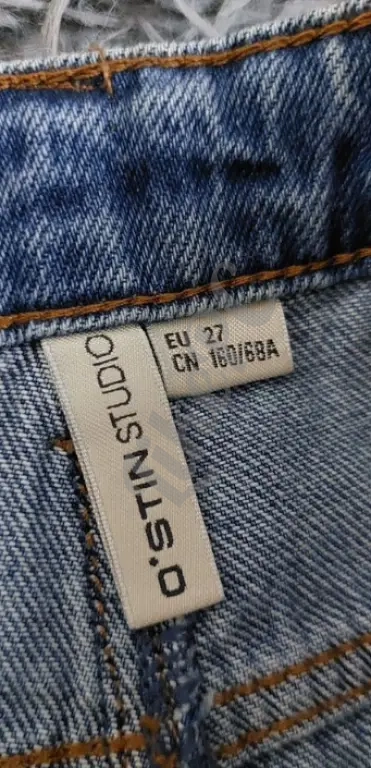 EU 27
CN 160/68A
O'STIN STUDIO